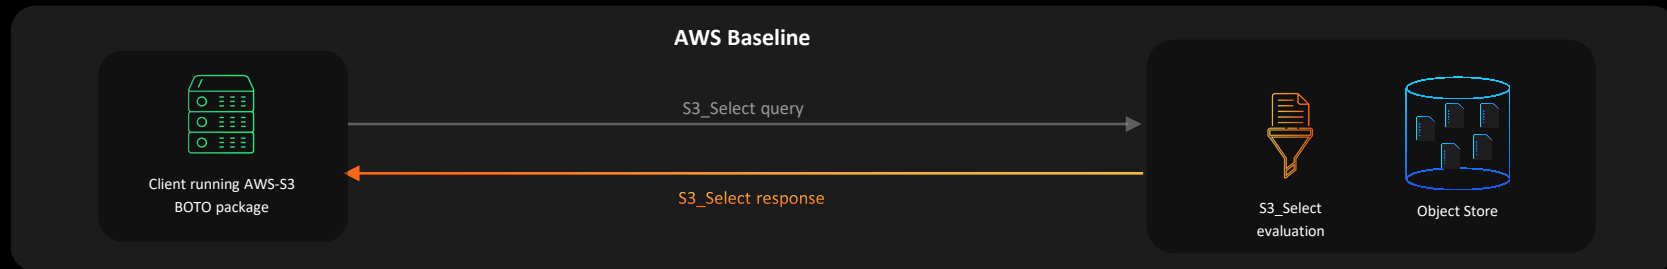 AWS Baseline
S3_Select query
Client running AWS-S3
BOTO package
S3_Select response
S3_Select
evaluation
Object Store